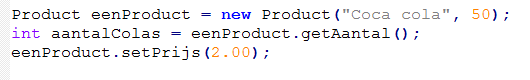 Product eenProduct = new Product("Coca cola", 50);
int aantalColas = eenProduct.getAantal();
eenProduct.setPrijs(2.00);